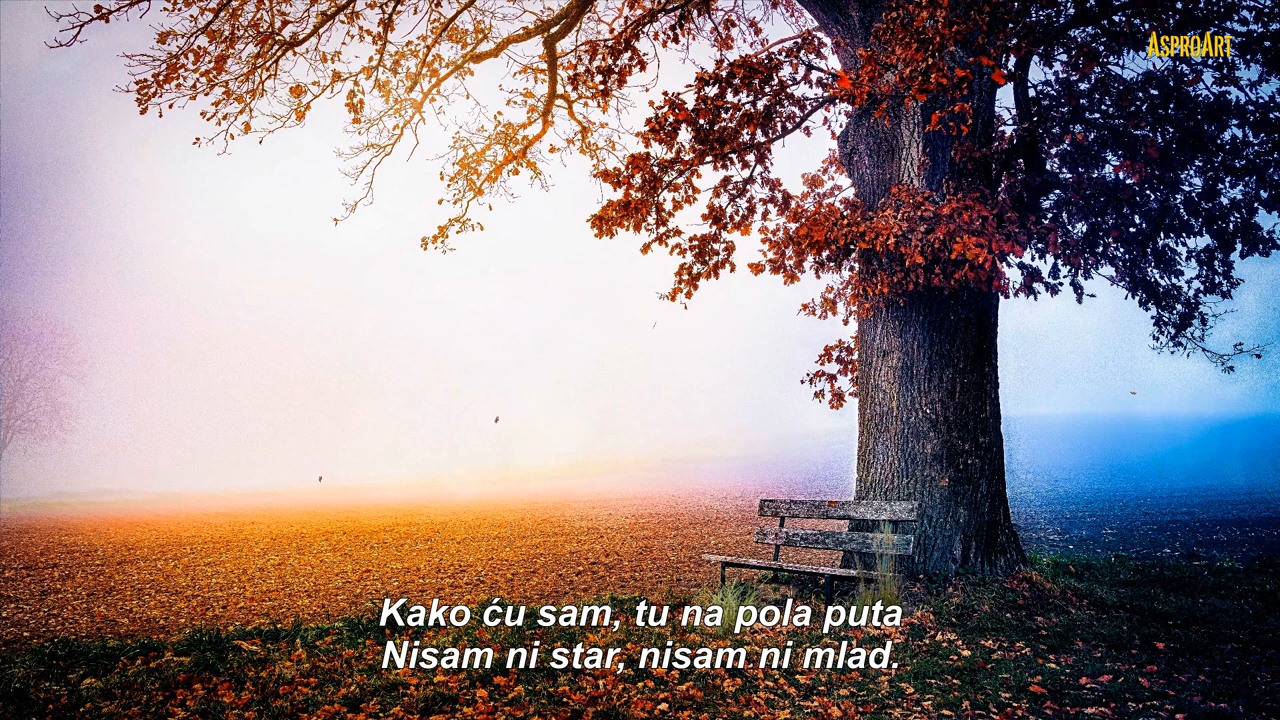 AsproArt
Kako ću sam, tu na pola puta
Nisam ni star, nisam ni mlad.